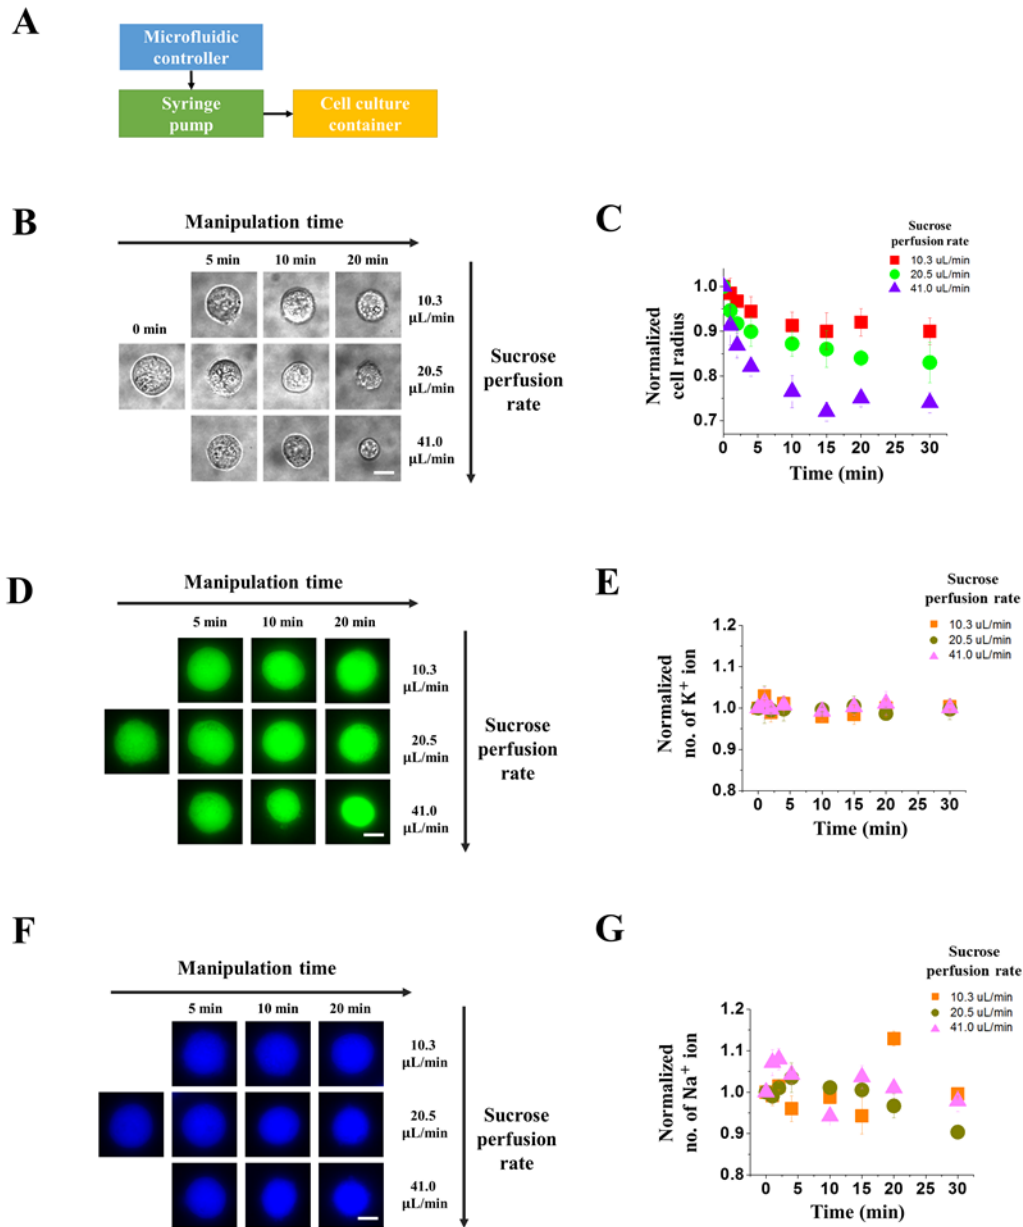 A
Microfluidic
controller
Syringe
pump
Cell culture
container
B
Manipulation time
5 min
10 min
20 min
0 min
10.3
µL/min
20.5
µL/min
41.0
µL/min
Sucrose
perfusion
rate
C
Sucrose
perfusion rate
10.3 uL/min
20.5 uL/min
41.0 uL/min
Normalized
cell radius
1.0
0.9
0.8
0.7
0 5 10 15 20 25 30
Time (min)
D
Manipulation time
5 min
10 min
20 min
10.3
µL/min
20.5
µL/min
41.0
µL/min
Sucrose
perfusion
rate
E
Sucrose
perfusion rate
10.3 uL/min
20.5 uL/min
41.0 uL/min
Normalized
no. of K⁺ ion
1.2
1.1
1.0
0.9
0.8
0 5 10 15 20 30
Time (min)
F
Manipulation time
5 min
10 min
20 min
10.3
µL/min
20.5
µL/min
41.0
µL/min
Sucrose
perfusion
rate
G
Sucrose
perfusion rate
10.3 uL/min
20.5 uL/min
41.0 uL/min
Normalized
no. of Na⁺ ion
1.2
1.1
1.0
0.9
0.8
0 5 10 15 20 25 30
Time (min)